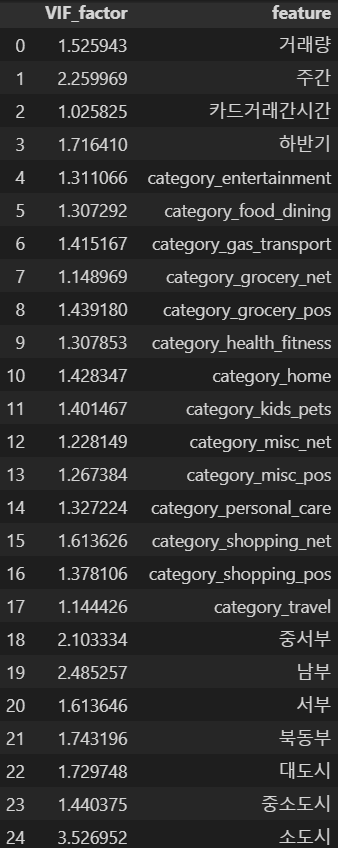 VIF_factor feature
0 1.525943 거래량
1 2.259969 주간
2 1.025825 카드거래간시간
3 1.716410 하반기
4 1.311066 category_entertainment
5 1.307292 category_food_dining
6 1.415167 category_gas_transport
7 1.148969 category_grocery_net
8 1.439180 category_grocery_pos
9 1.307853 category_health_fitness
10 1.428347 category_home
11 1.401467 category_kids_pets
12 1.228149 category_misc_net
13 1.267384 category_misc_pos
14 1.327224 category_personal_care
15 1.613626 category_shopping_net
16 1.378106 category_shopping_pos
17 1.144426 category_travel
18 2.103334 중서부
19 2.485257 남부
20 1.613646 서부
21 1.743196 북동부
22 1.729748 대도시
23 1.440375 중소도시
24 3.526952 소도시